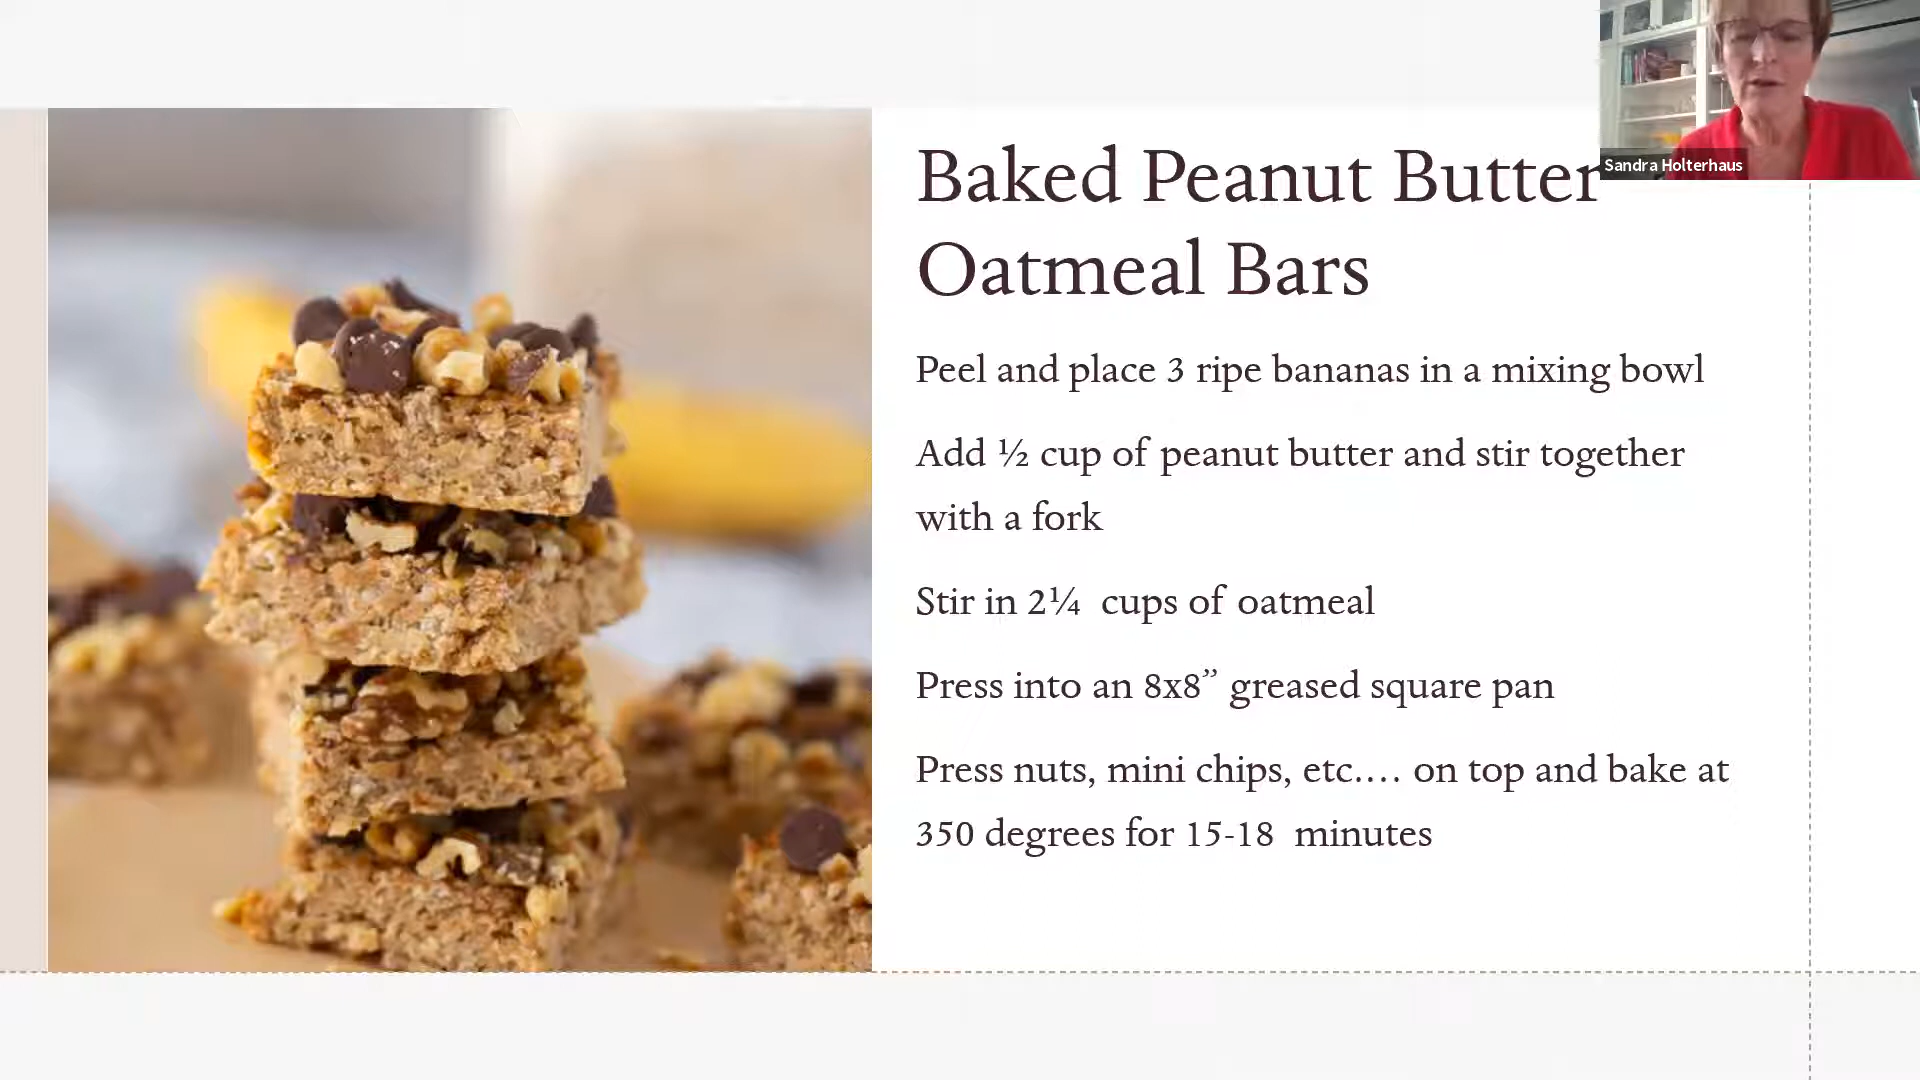 Sandra Holterhaus
Baked Peanut Butter
Oatmeal Bars
Peel and place 3 ripe bananas in a mixing bowl
Add ½ cup of peanut butter and stir together
with a fork
Stir in 2¼  cups of oatmeal
Press into an 8x8” greased square pan
Press nuts, mini chips, etc.… on top and bake at
350 degrees for 15-18  minutes